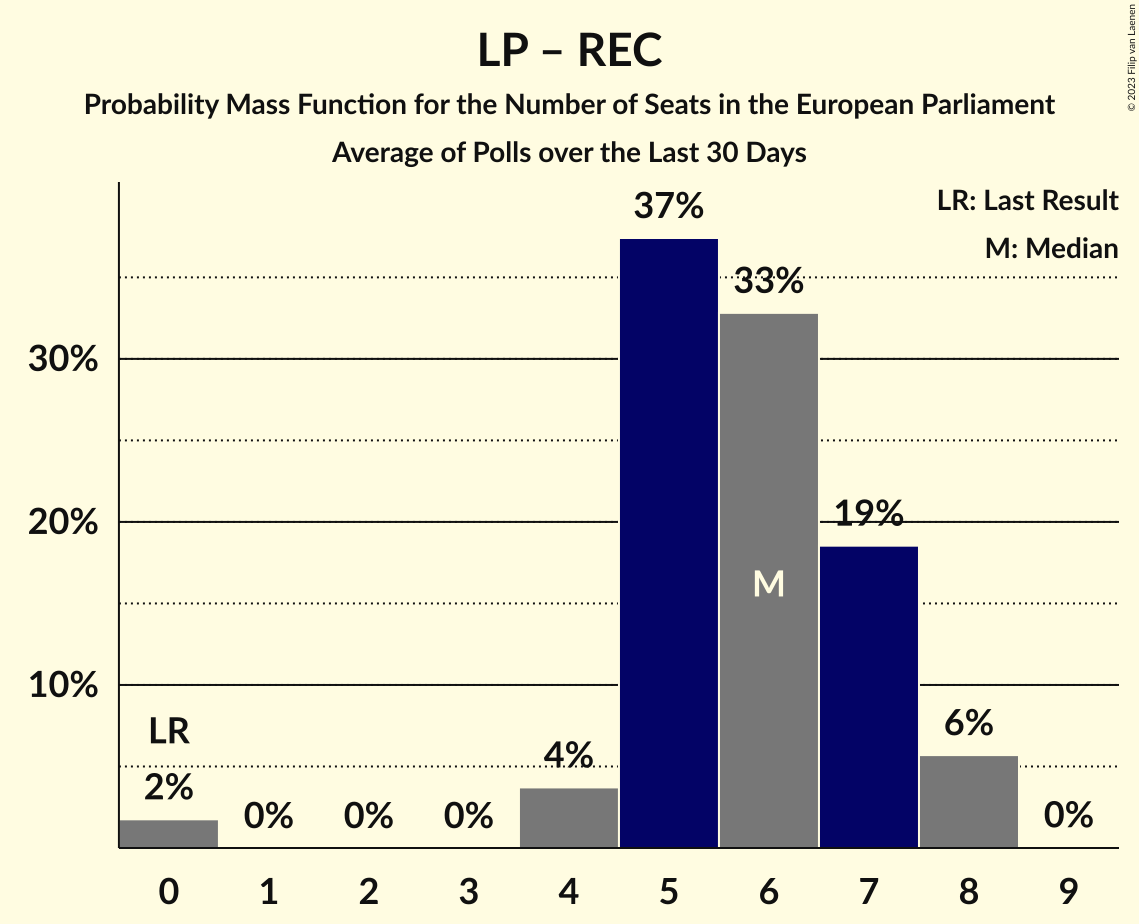 LP – REC
Probability Mass Function for the Number of Seats in the European Parliament
Average of Polls over the Last 30 Days
© 2023 Filip van Laenen
LR: Last Result
M: Median
37%
33%
30%
19%
20%
M
10%
LR
6%
4%
2%
0%
0%
0%
0%
0 1 2 3 4 5 6 7 8 9